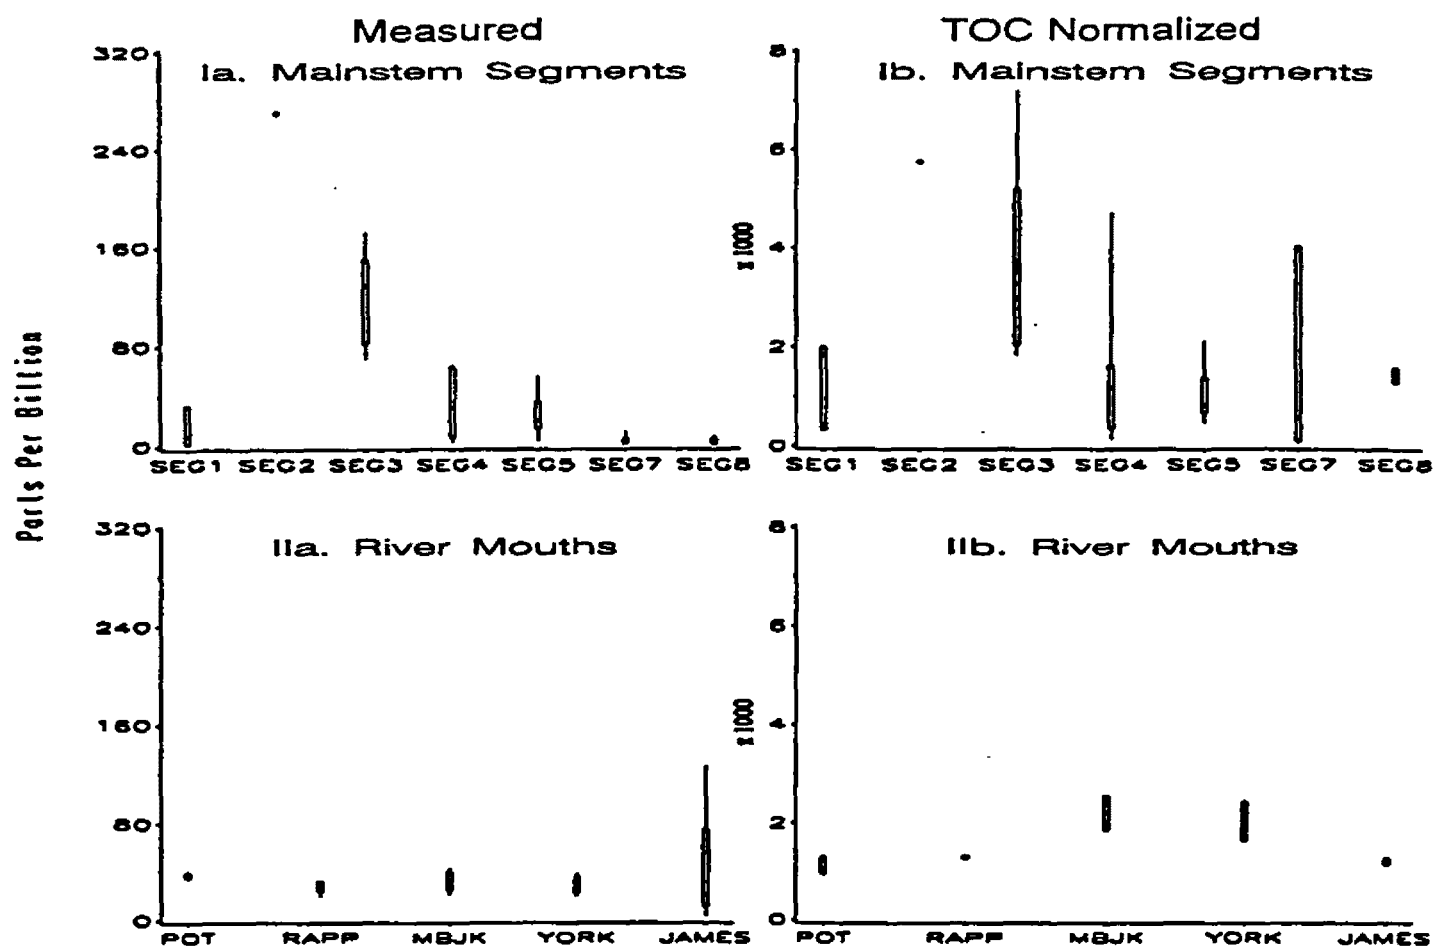 Measured
TOC Normalized
Ia. Mainstem Segments
Ib. Mainstem Segments
Parts Per Billion
320
240
160
80
0
SEG1 SEG2 SEG3 SEG4 SEG5 SEG7 SEG8
x1000
8
6
4
2
0
SEG1 SEG2 SEG3 SEG4 SEG5 SEG7 SEG8
IIa. River Mouths
IIb. River Mouths
320
240
160
80
0
POT RAPP MBJK YORK JAMES
x1000
8
6
4
2
0
POT RAPP MBJK YORK JAMES